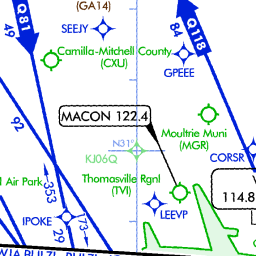 (GA14)
Q81
49
SEEJY
84
Q118
Camilla-Mitchell County
(CXU)
GPEEE
92
MACON 122.4
Moultrie Muni
(MGR)
N31°
KJ06Q
CORSR
Thomasville Rgnl
(TVI)
Air Park
353
114.8
IPOKE
LEEVP
73
29